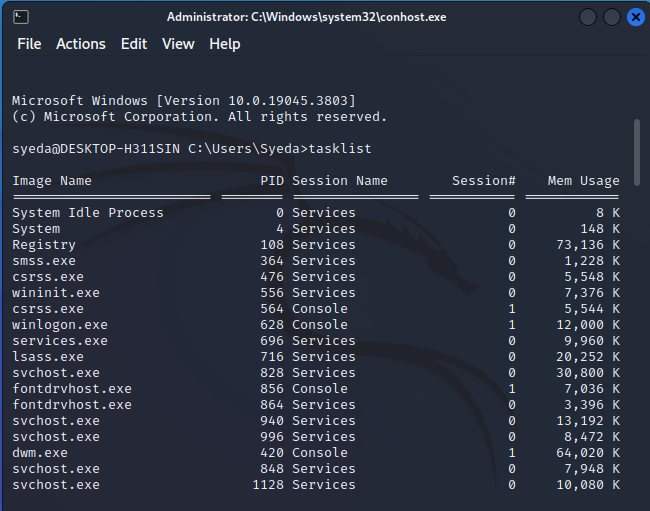 Administrator: C:\Windows\system32\conhost.exe
File Actions Edit View Help
Microsoft Windows [Version 10.0.19045.3803]
(c) Microsoft Corporation. All rights reserved.
syeda@DESKTOP-H311SIN C:\Users\Syeda>tasklist
Image Name PID Session Name Session# Mem Usage
========================= ======== ================ =========== ============
System Idle Process 0 Services 0 8 K
System 4 Services 0 148 K
Registry 108 Services 0 73,136 K
smss.exe 364 Services 0 1,228 K
csrss.exe 476 Services 0 5,548 K
wininit.exe 556 Services 0 7,376 K
csrss.exe 564 Console 1 5,544 K
winlogon.exe 628 Console 1 12,000 K
services.exe 696 Services 0 9,960 K
lsass.exe 716 Services 0 20,252 K
svchost.exe 828 Services 0 30,800 K
fontdrvhost.exe 856 Console 1 7,036 K
fontdrvhost.exe 864 Services 0 3,396 K
svchost.exe 940 Services 0 13,192 K
svchost.exe 996 Services 0 8,472 K
dwm.exe 420 Console 1 64,020 K
svchost.exe 848 Services 0 7,948 K
svchost.exe 1128 Services 0 10,080 K